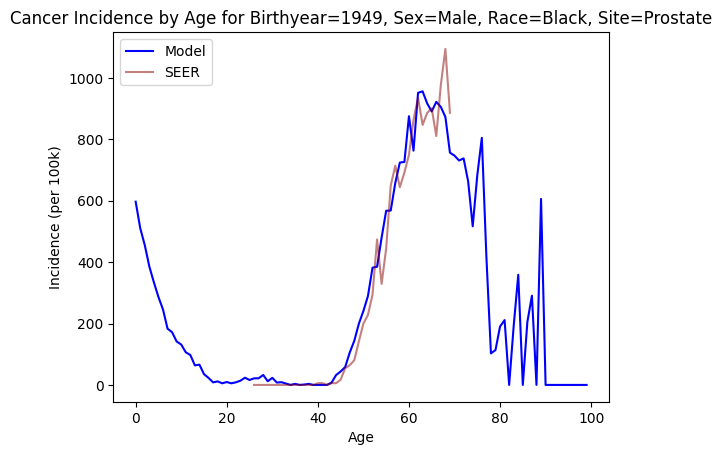 Cancer Incidence by Age for Birthyear=1949, Sex=Male, Race=Black, Site=Prostate
Model
SEER
1000
800
600
400
200
0
Incidence (per 100k)
0 20 40 60 80 100
Age